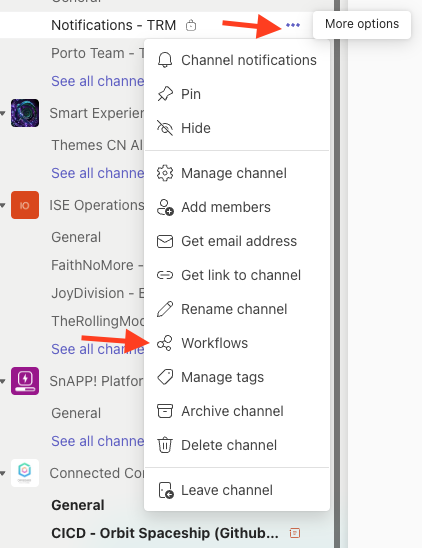 General
Notifications - TRM
More options
Porto Team - T
See all channe
Channel notifications
Pin
Hide
Smart Experien
Themes CN AI
See all channe
Manage channel
Add members
ISE Operations
IO
General
Get email address
FaithNoMore -
Get link to channel
JoyDivision - E
Rename channel
TheRollingMod
See all channe
Workflows
SnAPP! Platfor
Manage tags
General
Archive channel
See all channe
Delete channel
Connected Cor
Leave channel
General
CICD - Orbit Spaceship (Github...